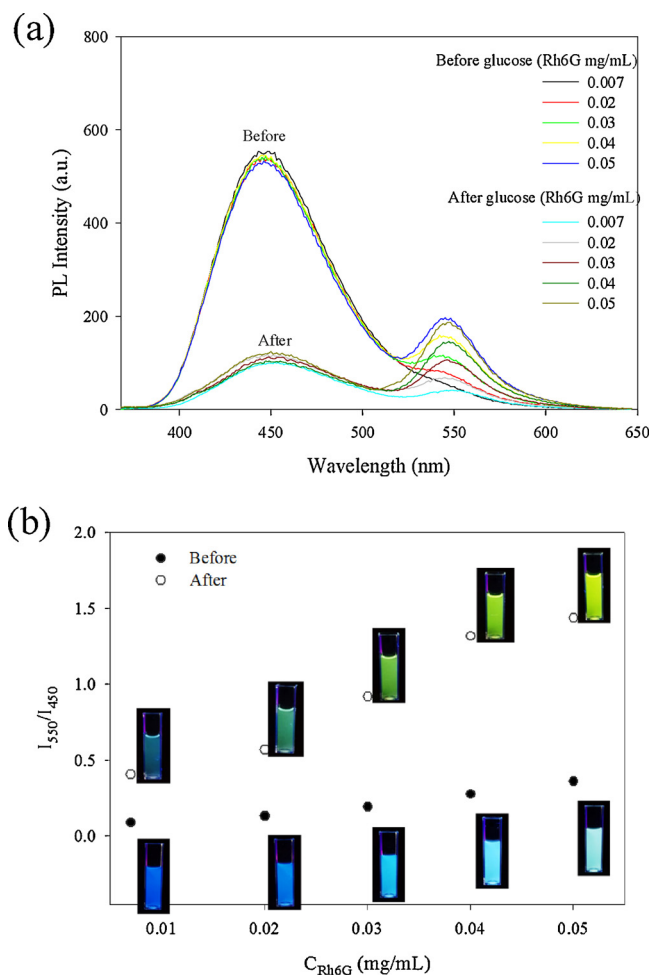 (a)
800
600
400
200
0
PL Intensity (a.u.)
Before
After
Before glucose (Rh6G mg/mL)
0.007
0.02
0.03
0.04
0.05
After glucose (Rh6G mg/mL)
0.007
0.02
0.03
0.04
0.05
400 450 500 550 600 650
Wavelength (nm)
(b)
2.0
1.5
1.0
0.5
0.0
I550/I450
Before
After
0.01 0.02 0.03 0.04 0.05
CRh6G (mg/mL)